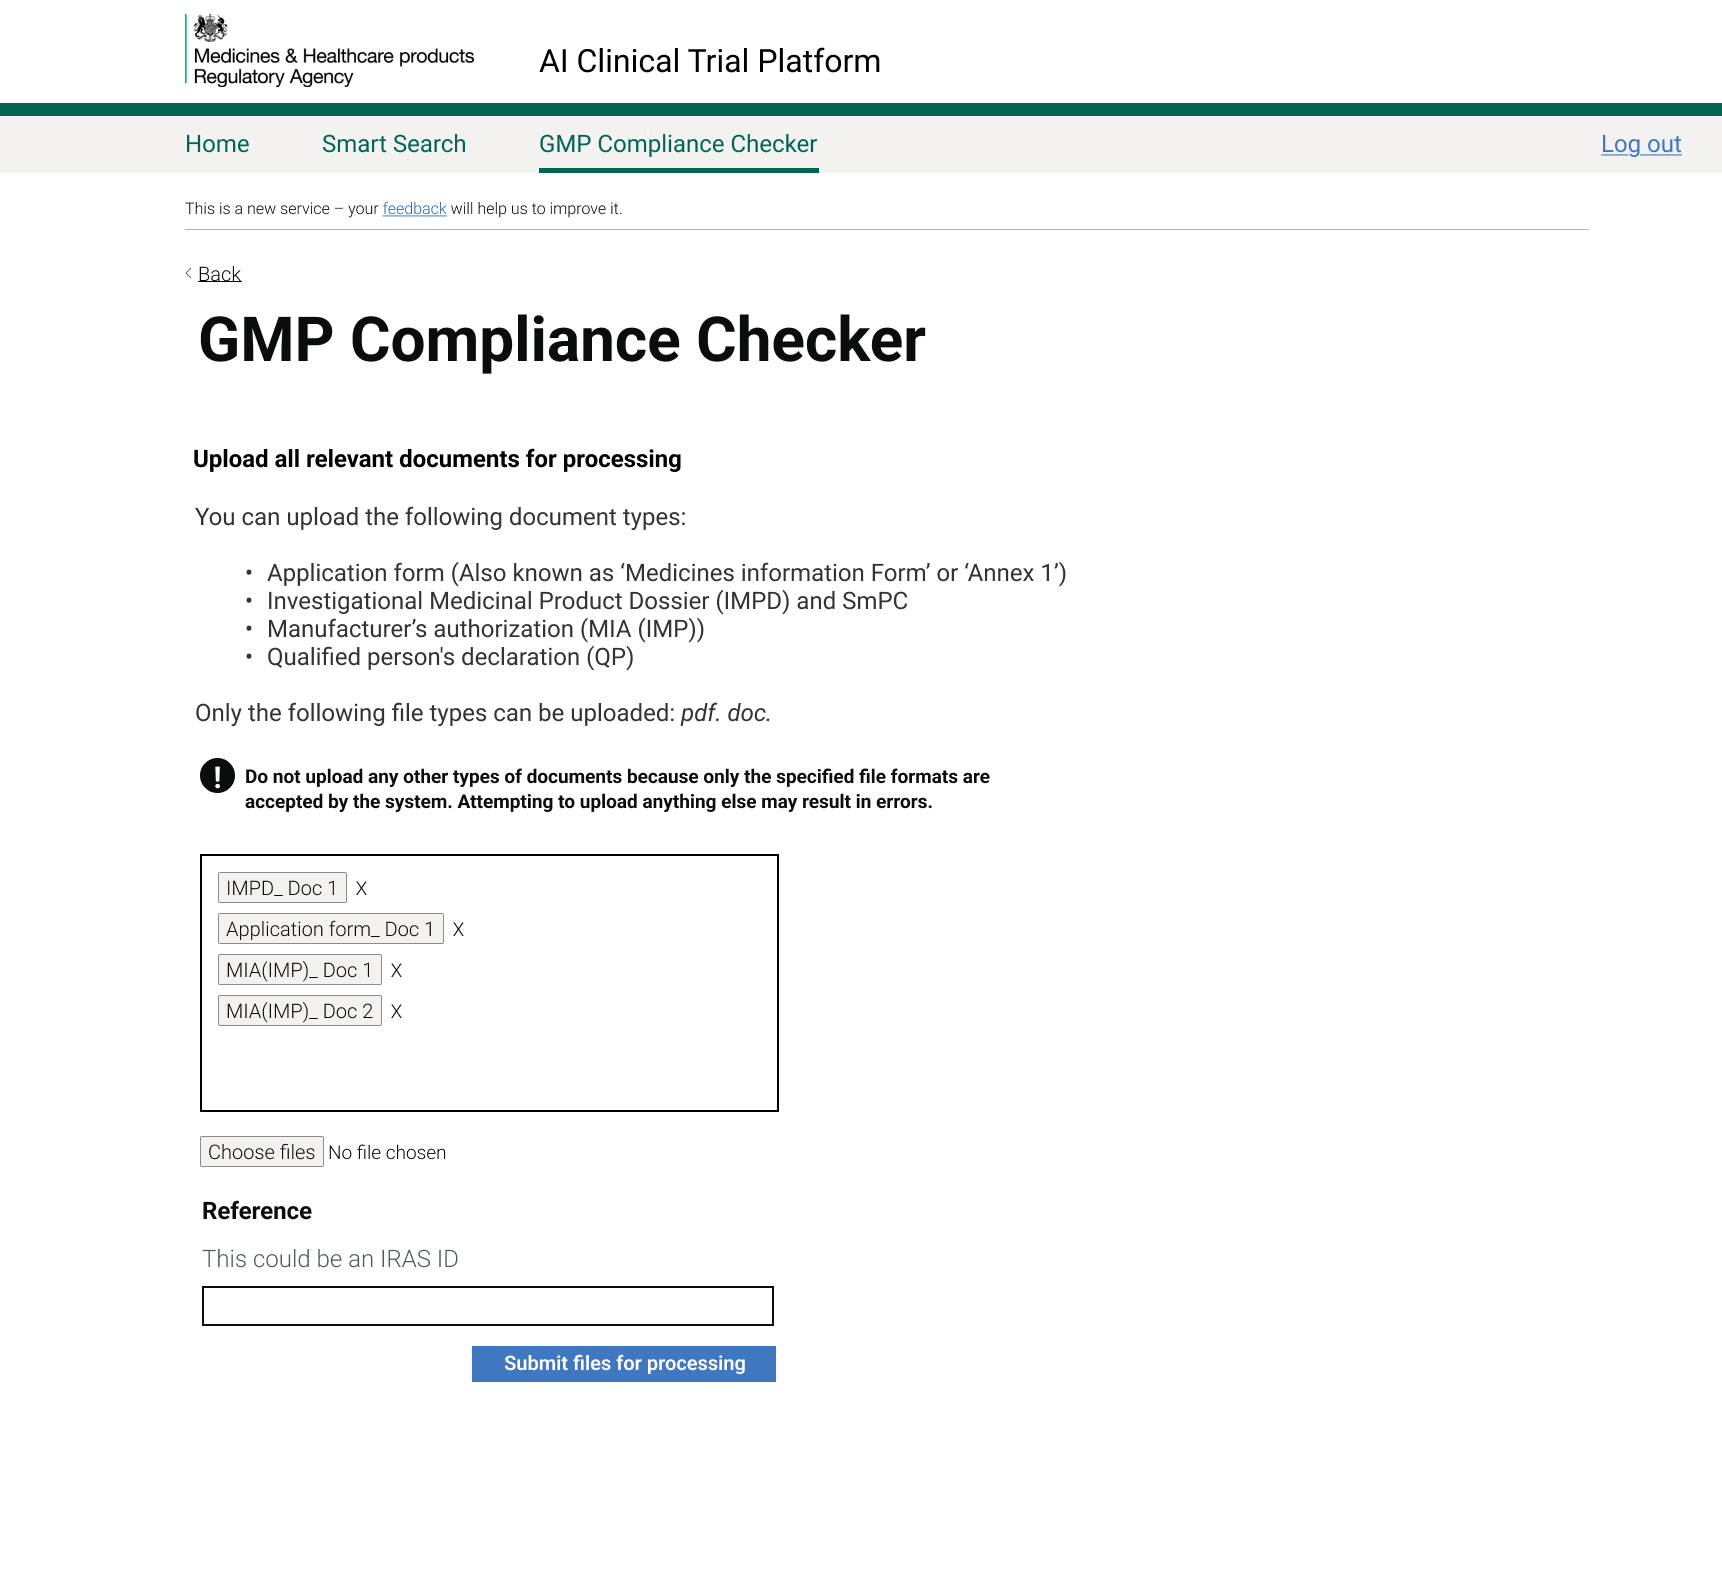 Medicines & Healthcare products
Regulatory Agency
AI Clinical Trial Platform
Home
Smart Search
GMP Compliance Checker
Log out
This is a new service – your feedback will help us to improve it.
< Back
GMP Compliance Checker
Upload all relevant documents for processing
You can upload the following document types:
• Application form (Also known as ‘Medicines information Form’ or ‘Annex 1’)
• Investigational Medicinal Product Dossier (IMPD) and SmPC
• Manufacturer’s authorization (MIA (IMP))
• Qualified person's declaration (QP)
Only the following file types can be uploaded: pdf. doc.
! Do not upload any other types of documents because only the specified file formats are
accepted by the system. Attempting to upload anything else may result in errors.
IMPD_ Doc 1 X
Application form_ Doc 1 X
MIA(IMP)_ Doc 1 X
MIA(IMP)_ Doc 2 X
Choose files No file chosen
Reference
This could be an IRAS ID
Submit files for processing